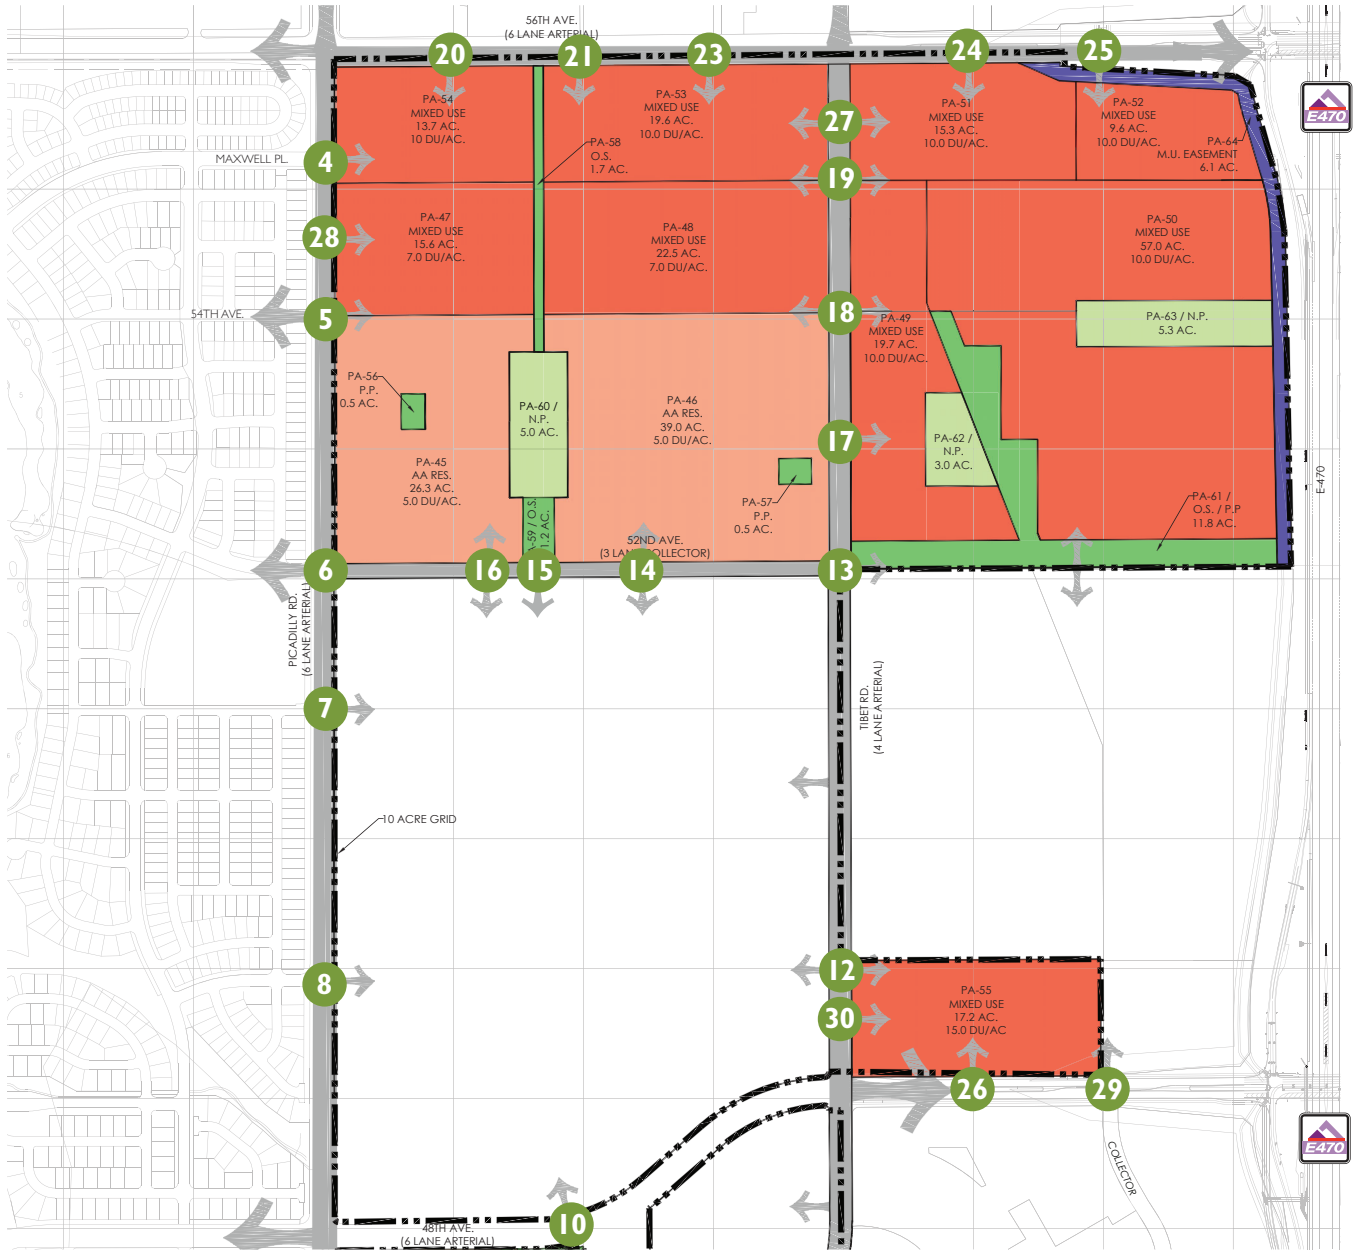 56TH AVE.
(6 LANE ARTERIAL)
20
21
23
24
25
E470
PA-54
MIXED USE
13.7 AC.
10 DU/AC.
PA-53
MIXED USE
19.6 AC.
10.0 DU/AC.
PA-51
MIXED USE
15.3 AC.
10.0 DU/AC.
PA-52
MIXED USE
9.6 AC.
10.0 DU/AC.
PA-64
M.U. EASEMENT
6.1 AC.
PA-58
O.S.
1.7 AC.
27
MAXWELL PL.
4
19
28
PA-47
MIXED USE
15.6 AC.
7.0 DU/AC.
PA-48
MIXED USE
22.5 AC.
7.0 DU/AC.
PA-50
MIXED USE
57.0 AC.
10.0 DU/AC.
54TH AVE.
5
18
PA-49
MIXED USE
19.7 AC.
10.0 DU/AC.
PA-63 / N.P.
5.3 AC.
PA-56
P.P.
0.5 AC.
PA-60 /
N.P.
5.0 AC.
PA-46
AA RES.
39.0 AC.
5.0 DU/AC.
17
PA-62 /
N.P.
3.0 AC.
PA-45
AA RES.
26.3 AC.
5.0 DU/AC.
PA-57
P.P.
0.5 AC.
E-470
PA-61 /
O.S. / P.P
11.8 AC.
-59 / O.S.
1.2 AC.
52ND AVE.
(3 LANE COLLECTOR)
6
16
15
14
13
PICADILLY RD.
(6 LANE ARTERIAL)
7
TIBET RD.
(4 LANE ARTERIAL)
10 ACRE GRID
8
12
30
PA-55
MIXED USE
17.2 AC.
15.0 DU/AC
26
29
E470
COLLECTOR
10
48TH AVE.
(6 LANE ARTERIAL)